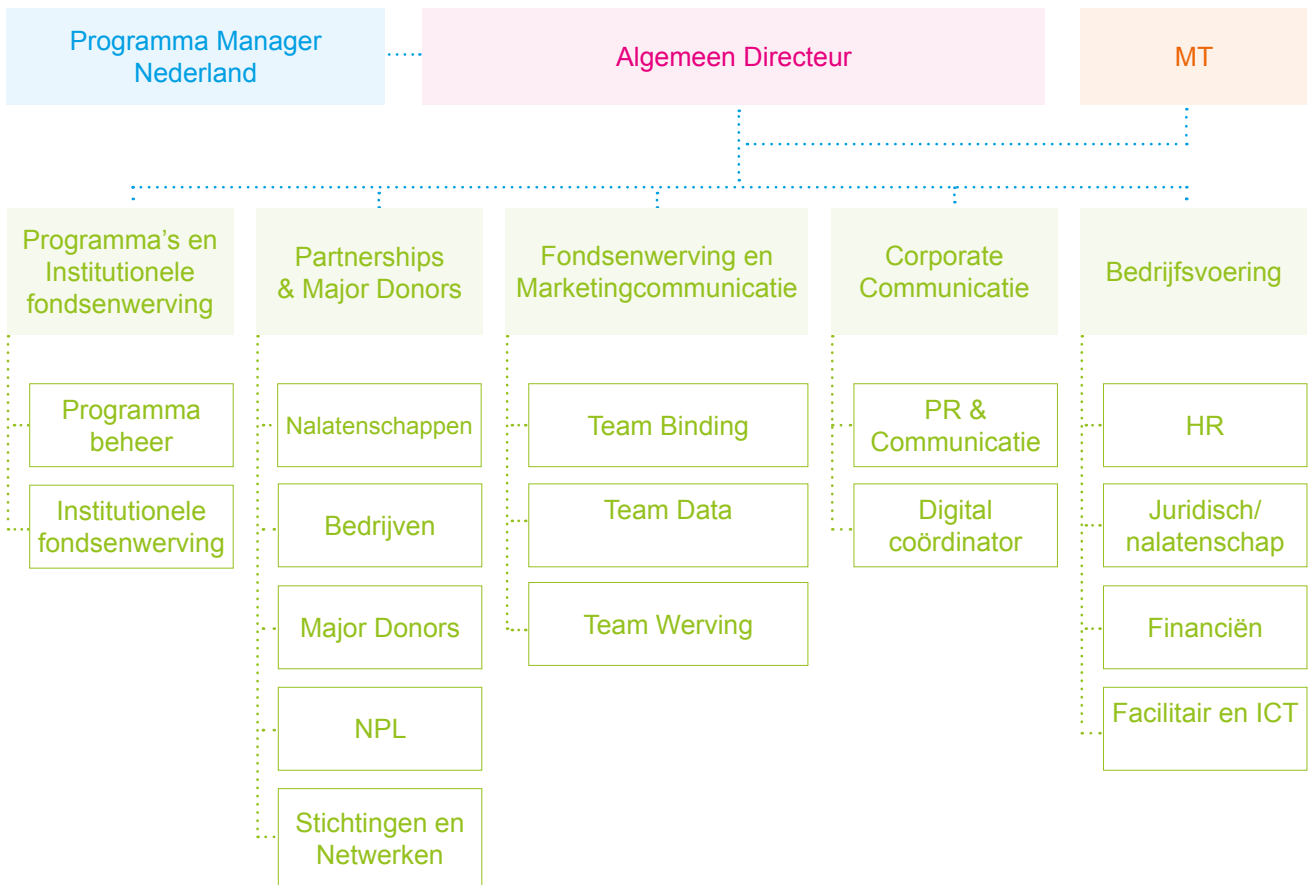 Programma Manager
Nederland
Algemeen Directeur
MT
Programma's en
Institutionele
fondsenwerving
Partnerships
& Major Donors
Fondsenwerving en
Marketingcommunicatie
Corporate
Communicatie
Bedrijfsvoering
Programma
beheer
Institutionele
fondsenwerving
Nalatenschappen
Bedrijven
Major Donors
NPL
Stichtingen en
Netwerken
Team Binding
Team Data
Team Werving
PR &
Communicatie
Digital
coördinator
HR
Juridisch/
nalatenschap
Financiën
Facilitair en ICT